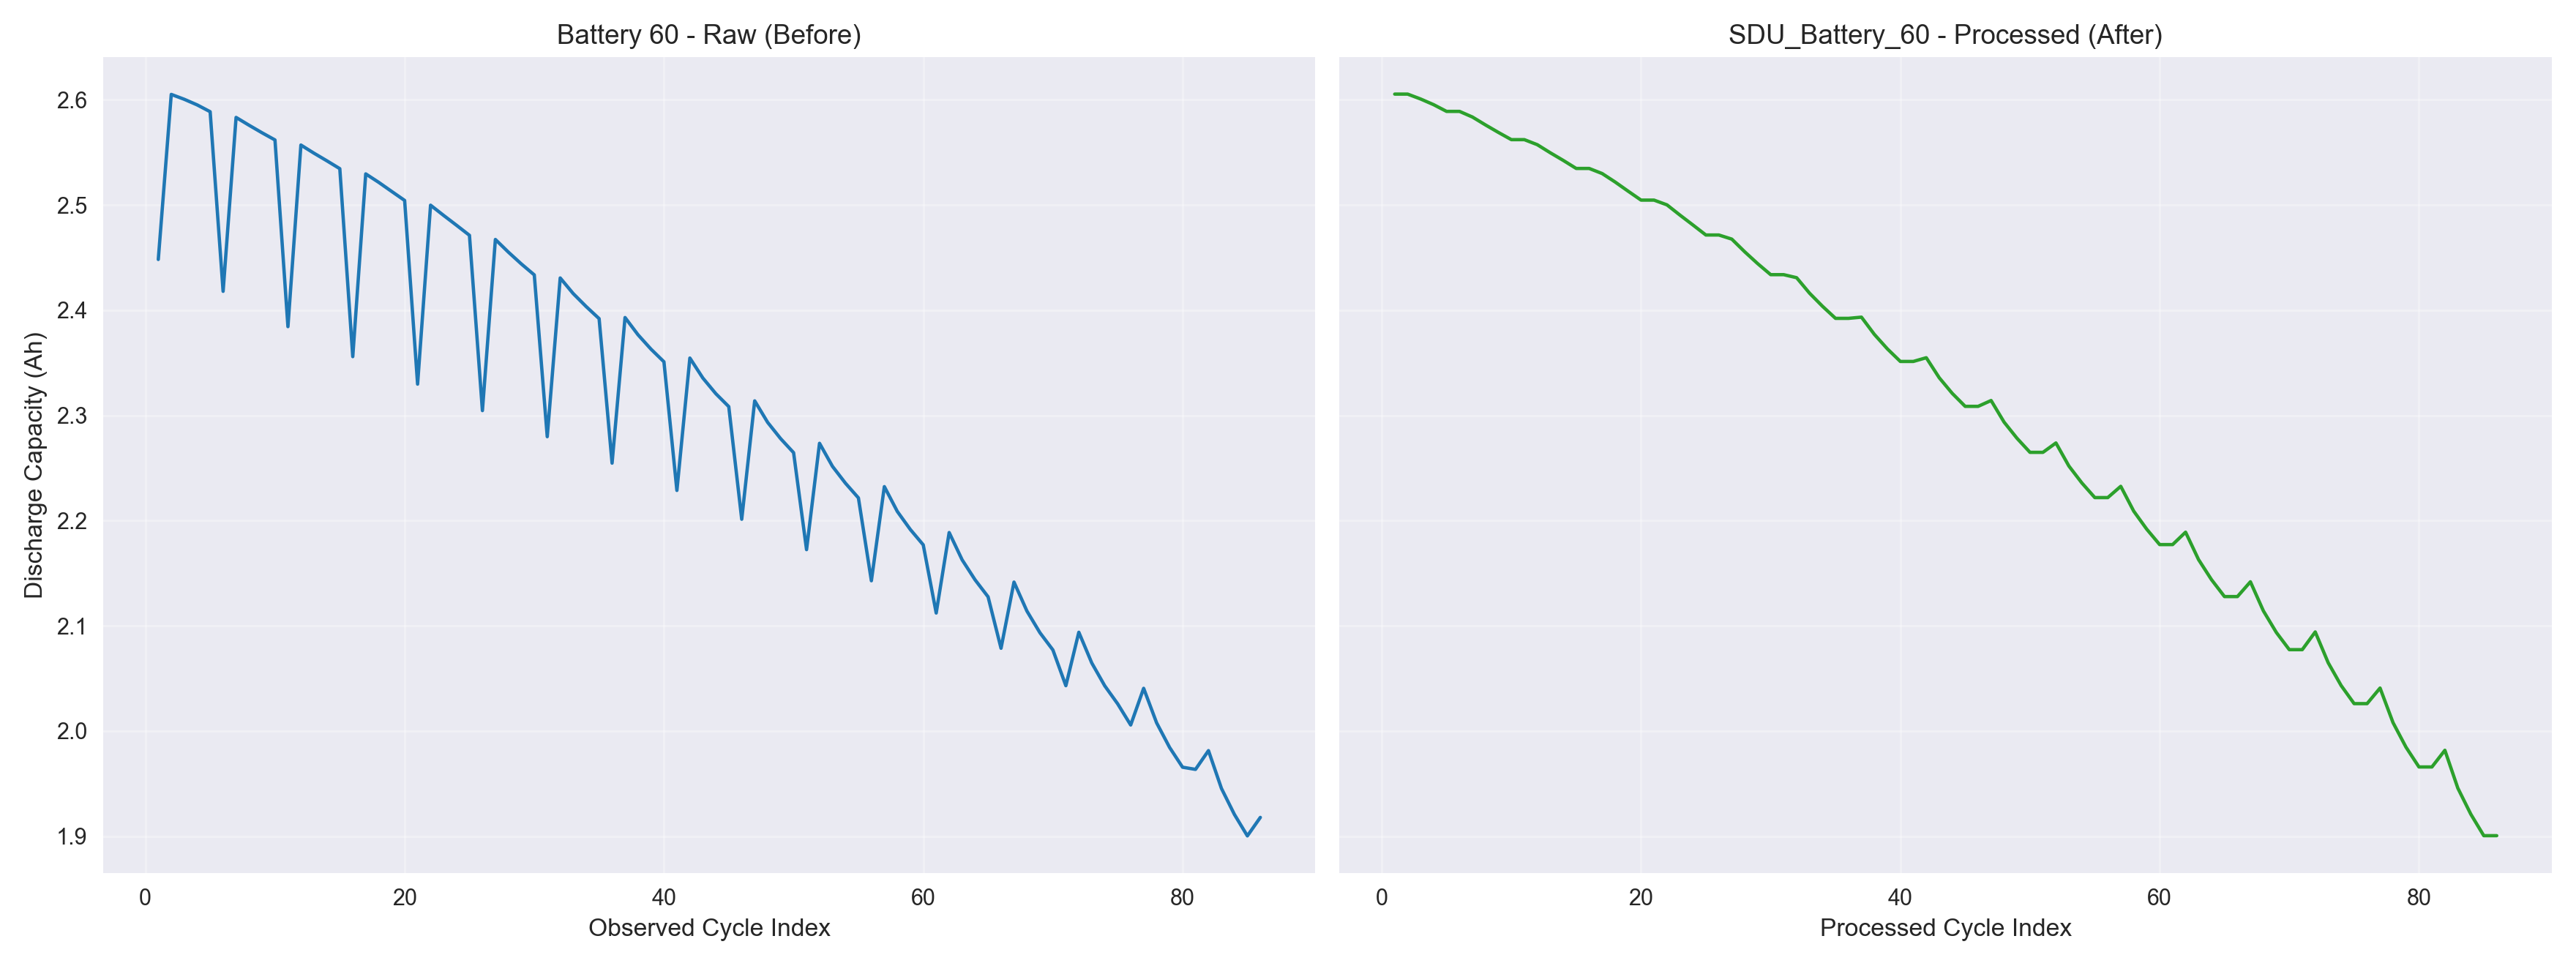 Battery 60 - Raw (Before)
SDU_Battery_60 - Processed (After)
Discharge Capacity (Ah)
2.6
2.5
2.4
2.3
2.2
2.1
2.0
1.9
0 20 40 60 80
Observed Cycle Index
0 20 40 60 80
Processed Cycle Index